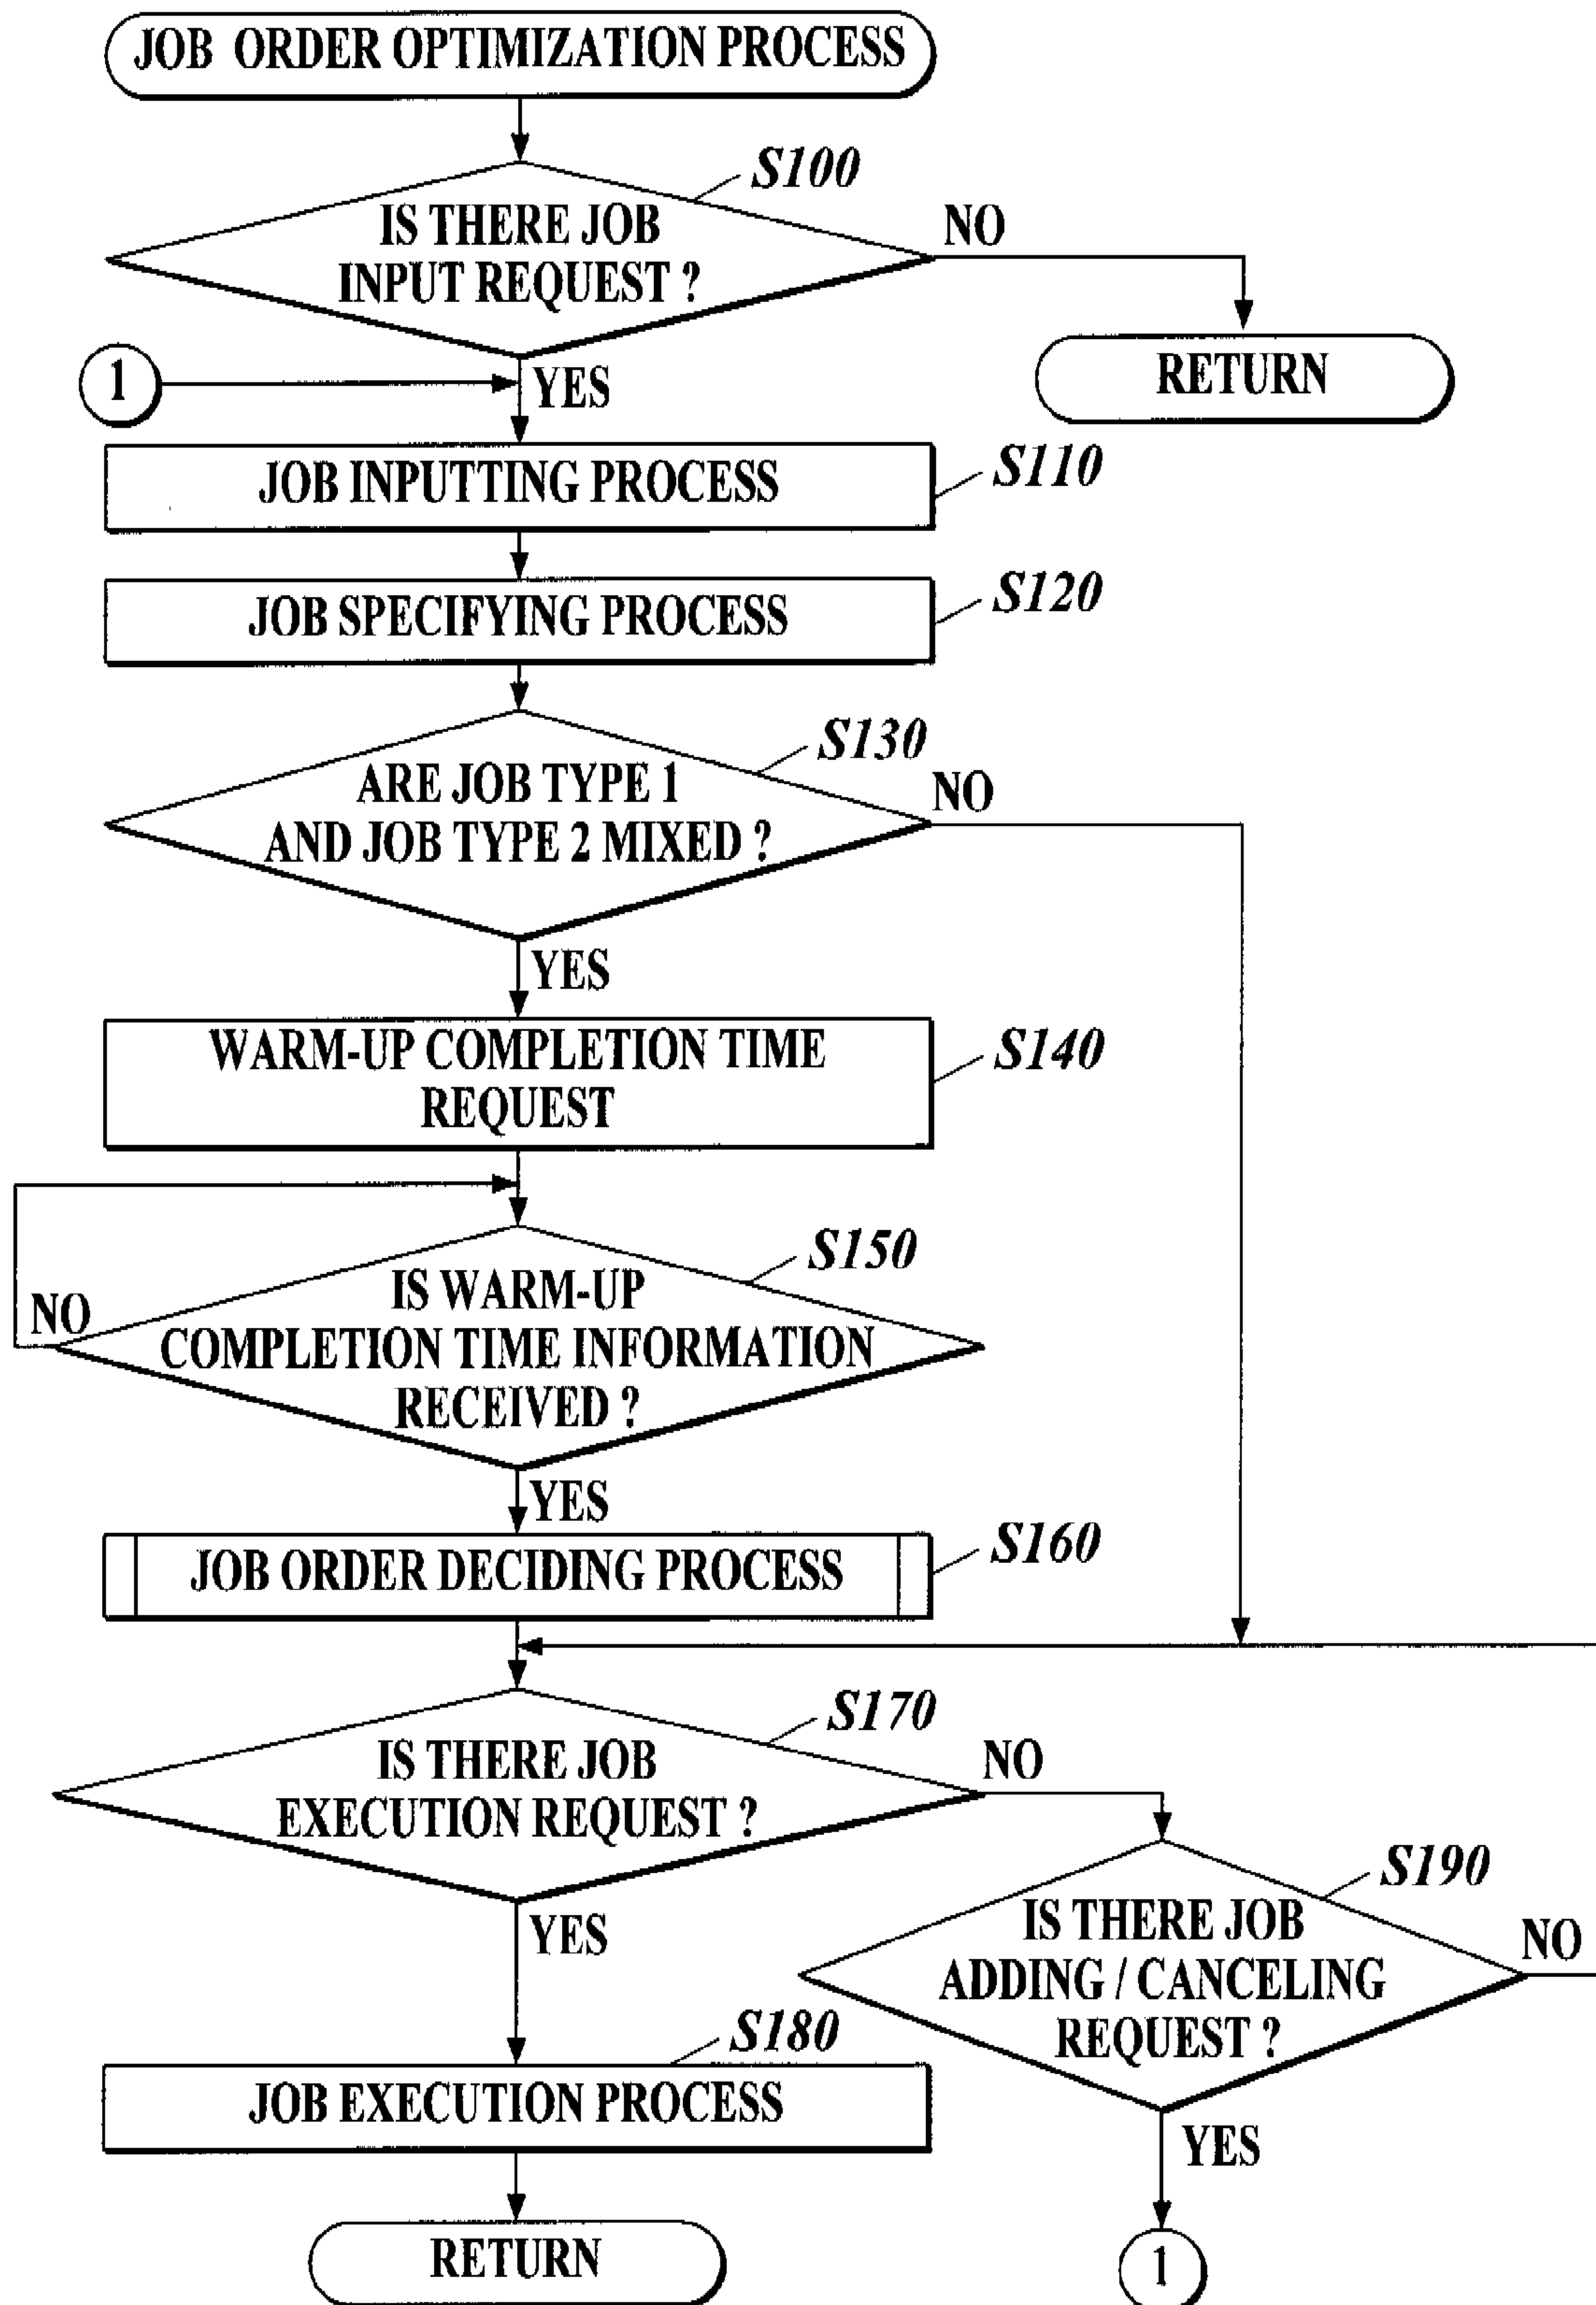 JOB ORDER OPTIMIZATION PROCESS
S100
IS THERE JOB
INPUT REQUEST ?
NO
RETURN
1
YES
JOB INPUTTING PROCESS
S110
JOB SPECIFYING PROCESS
S120
S130
ARE JOB TYPE 1
AND JOB TYPE 2 MIXED ?
NO
YES
WARM-UP COMPLETION TIME
REQUEST
S140
S150
IS WARM-UP
COMPLETION TIME INFORMATION
RECEIVED ?
NO
YES
JOB ORDER DECIDING PROCESS
S160
S170
IS THERE JOB
EXECUTION REQUEST ?
NO
YES
S190
IS THERE JOB
ADDING / CANCELING
REQUEST ?
NO
YES
1
S180
JOB EXECUTION PROCESS
RETURN